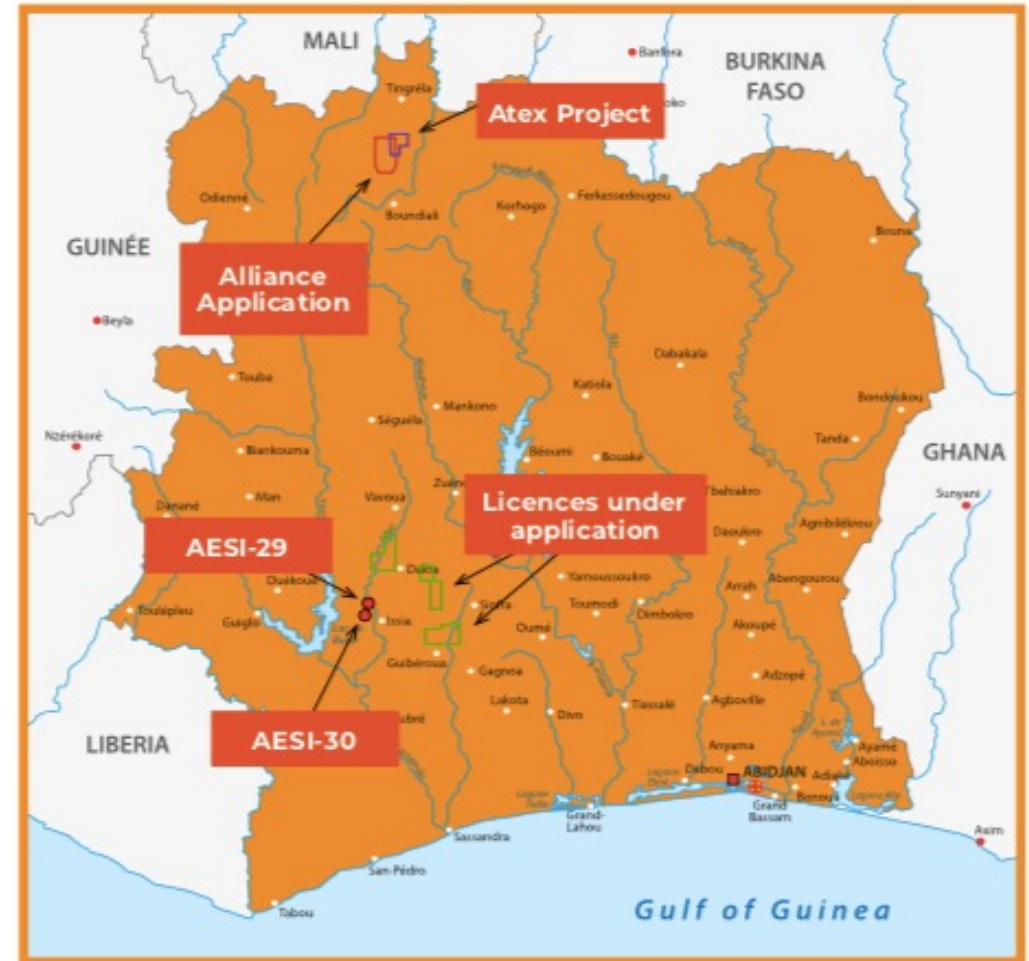 MALI
Banfora
BURKINA
FASO
Tingréla
Atex Project
Odienné
Boundiali
Korhogo
Ferkessedougou
Bouna
GUINÉE
Alliance
Application
Beyla
Touba
Dabakala
Katiola
Mankono
Séguéla
Bondoukou
Tanda
Nzérékoré
Biankouma
Béoumi
Bouaké
GHANA
Man
Vavoua
Licences under
application
Sunyani
Danané
AESI-29
Daoukro
Agnibilékrou
Duékoué
Daloa
Yamoussoukro
Arrah
Abengourou
Toulépleu
Guiglo
Issia
Sinfra
Toumodi
Dimbokro
Oumé
Akoupé
Guibéroua
Gagnoa
Adzopé
Lakota
Divo
Tiassalé
Agboville
AESI-30
LIBERIA
Anyama
Ayamé
Dabou
ABIDJAN
Aboisso
Grand
Bassam
Bonoua
Grand-
Lahou
Sassandra
Axim
San-Pédro
Gulf of Guinea
Tabou